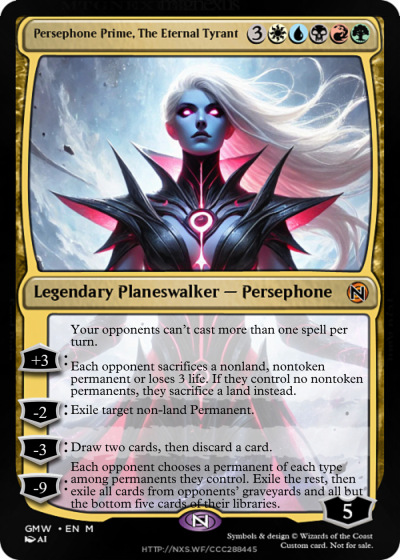 Persephone Prime, The Eternal Tyrant 3
Legendary Planeswalker — Persephone
Your opponents can't cast more than one spell per
turn.
+3 : Each opponent sacrifices a nonland, nontoken
permanent or loses 3 life. If they control no nontoken
permanents, they sacrifice a land instead.
-2 : Exile target non-land Permanent.
-3 : Draw two cards, then discard a card.
-9 : Each opponent chooses a permanent of each type
among permanents they control. Exile the rest, then
exile all cards from opponents' graveyards and all but
the bottom five cards of their libraries.
5
GMW • EN M
AI
Symbols & design © Wizards of the Coast
Custom card. Not for sale.
HTTP://NXS.WF/CCC288445